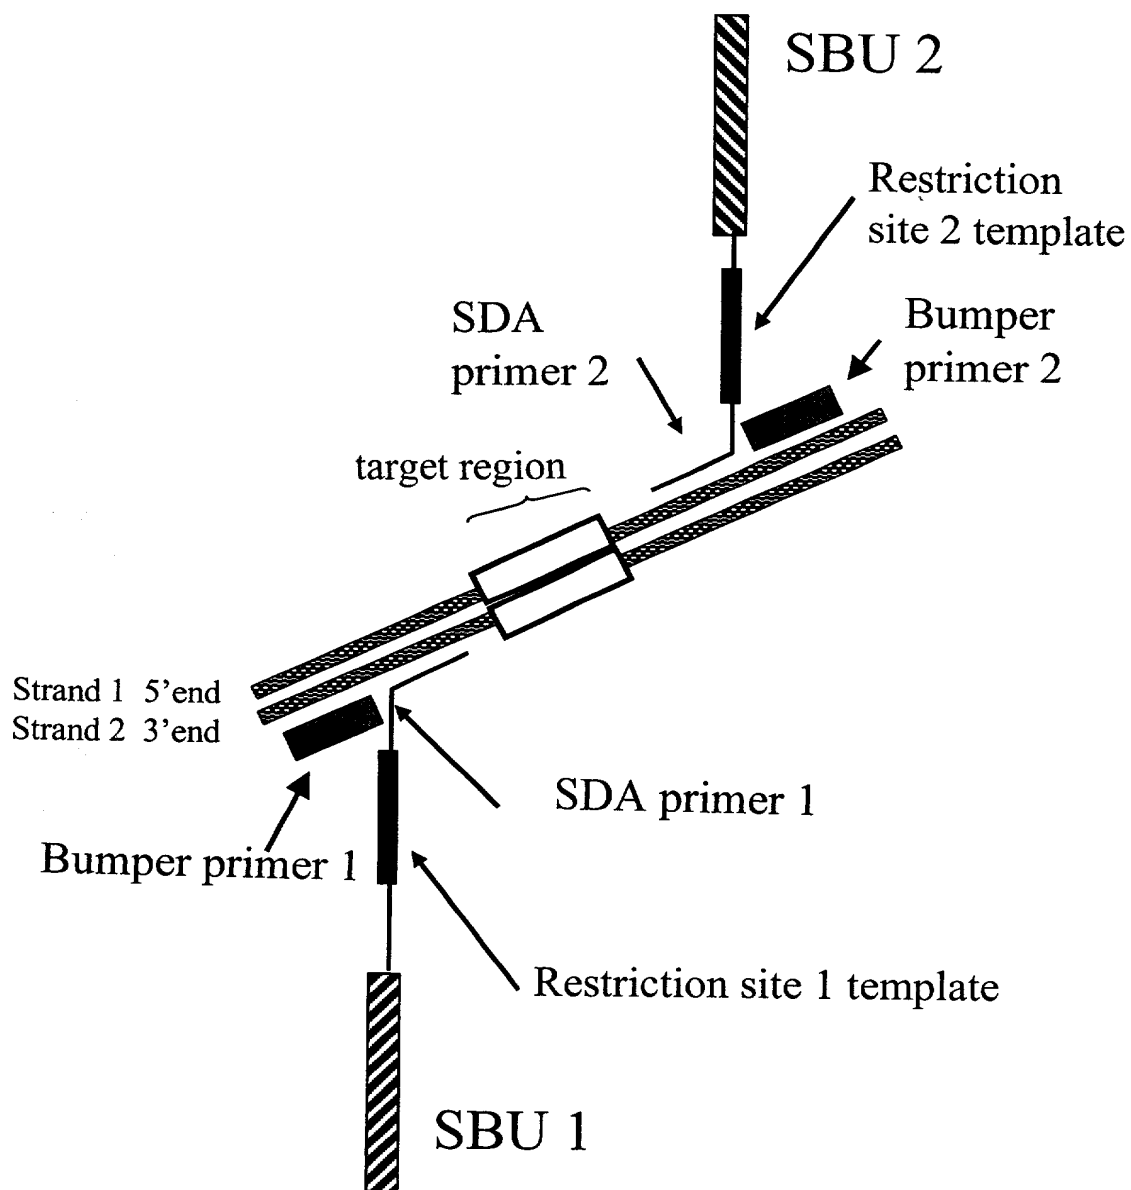 SBU 2
Restriction
site 2 template
SDA
primer 2
Bumper
primer 2
target region
Strand 1 5’end
Strand 2 3’end
SDA primer 1
Bumper primer 1
Restriction site 1 template
SBU 1